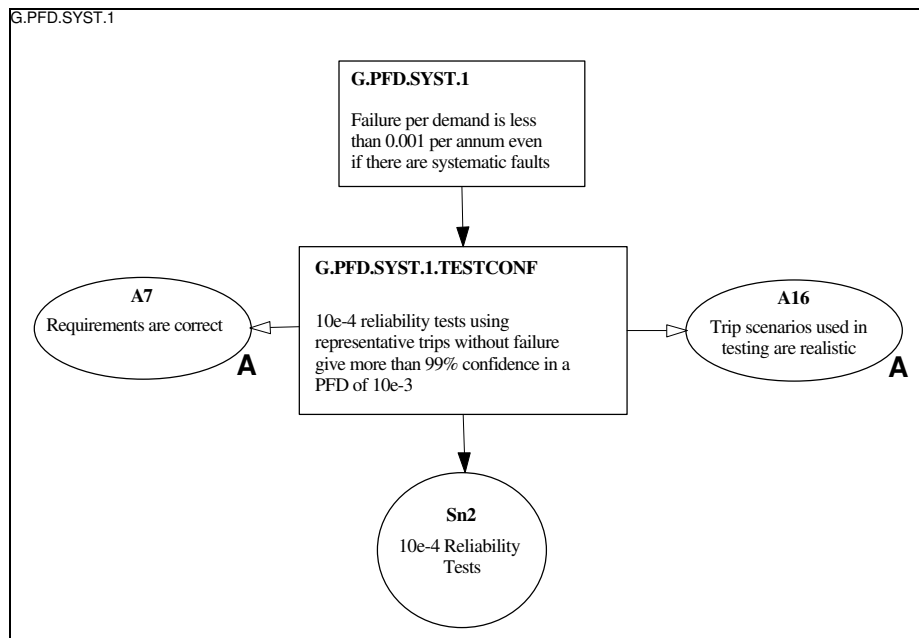 G.PFD.SYST.1
G.PFD.SYST.1
Failure per demand is less
than 0.001 per annum even
if there are systematic faults
G.PFD.SYST.1.TESTCONF
10e-4 reliability tests using
representative trips without failure
give more than 99% confidence in a
PFD of 10e-3
A7
Requirements are correct
A
A16
Trip scenarios used in
testing are realistic
A
Sn2
10e-4 Reliability
Tests